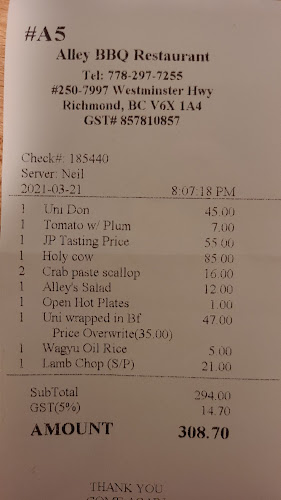 #A5
Alley BBQ Restaurant
Tel: 778-297-7255
#250-7997 Westminster Hwy
Richmond, BC V6X 1A4
GST# 857810857
Check#: 185440
Server: Neil
2021-03-21 8:07:18 PM
1 Uni Don 45.00
1 Tomato w/ Plum 7.00
1 JP Tasting Price 55.00
1 Holy cow 85.00
2 Crab paste scallop 16.00
1 Alley's Salad 12.00
1 Open Hot Plates 1.00
1 Uni wrapped in Bf 47.00
Price Overwrite(35.00)
1 Wagyu Oil Rice 5.00
1 Lamb Chop (S/P) 21.00
SubTotal 294.00
GST(5%) 14.70
AMOUNT 308.70
THANK YOU